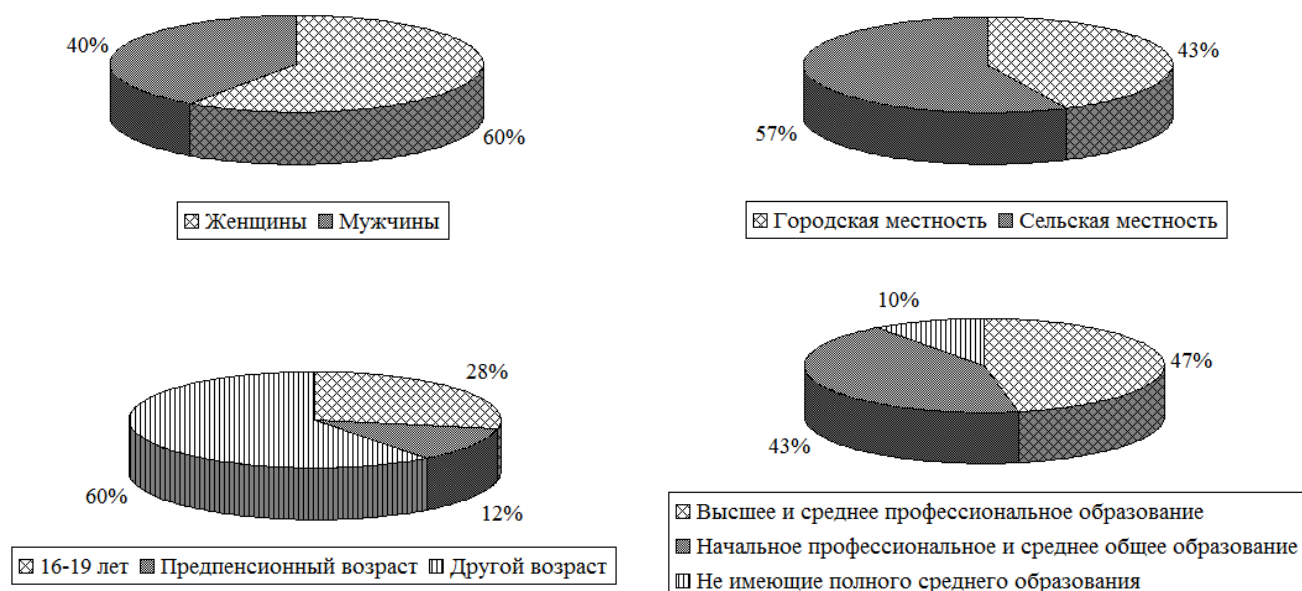 40%
60%
Женщины Мужчины
43%
57%
Городская местность Сельская местность
28%
12%
60%
16-19 лет Предпенсионный возраст Другой возраст
10%
47%
43%
Высшее и среднее профессиональное образование
Начальное профессиональное и среднее общее образование
Не имеющие полного среднего образования